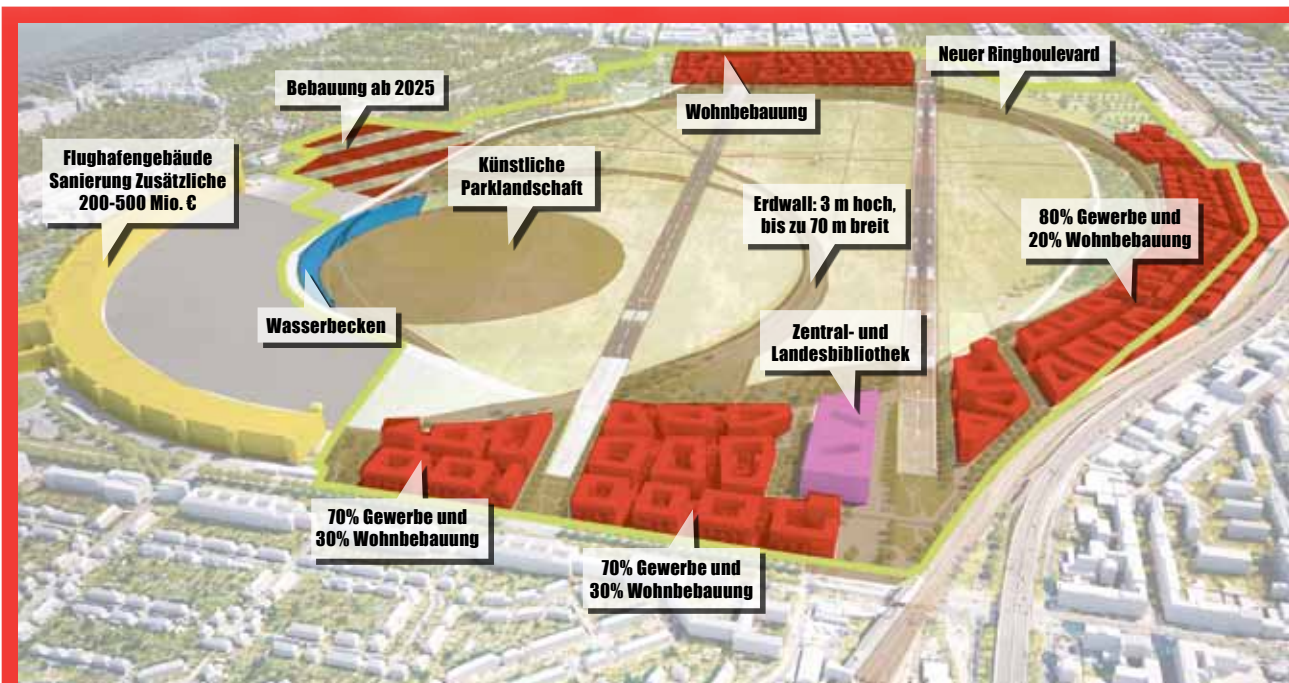 Neuer Ringboulevard
Bebauung ab 2025
Wohnbebauung
Flughafengebäude
Sanierung Zusätzliche
200-500 Mio. €
Künstliche
Parklandschaft
Erdwall: 3 m hoch,
bis zu 70 m breit
80% Gewerbe und
20% Wohnbebauung
Wasserbecken
Zentral- und
Landesbibliothek
70% Gewerbe und
30% Wohnbebauung
70% Gewerbe und
30% Wohnbebauung